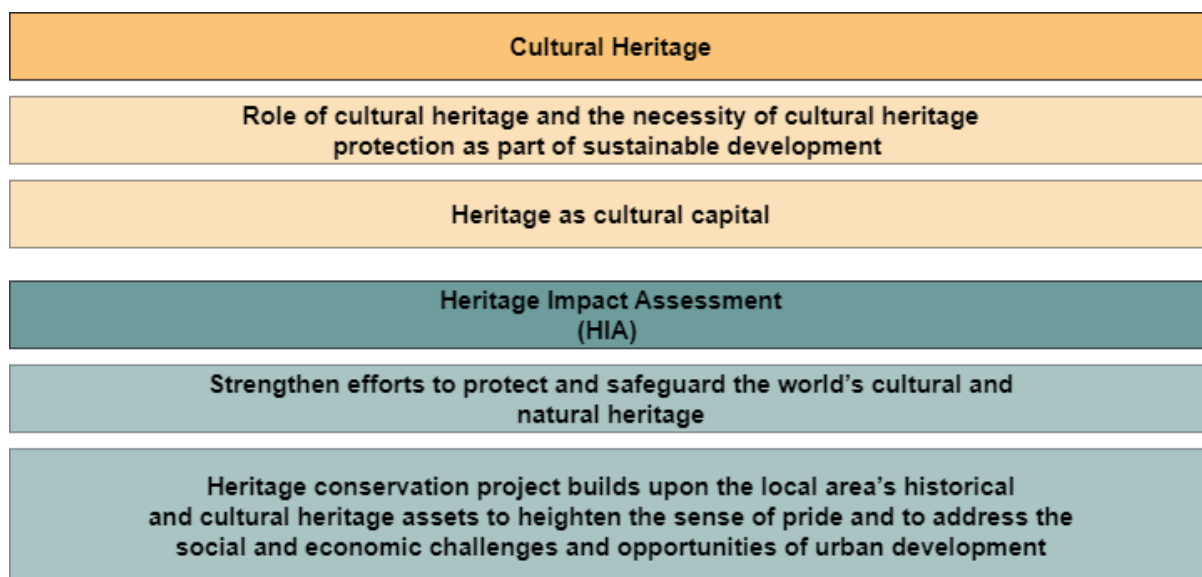 Cultural Heritage
Role of cultural heritage and the necessity of cultural heritage
protection as part of sustainable development
Heritage as cultural capital
Heritage Impact Assessment
(HIA)
Strengthen efforts to protect and safeguard the world’s cultural and
natural heritage
Heritage conservation project builds upon the local area’s historical
and cultural heritage assets to heighten the sense of pride and to address the
social and economic challenges and opportunities of urban development